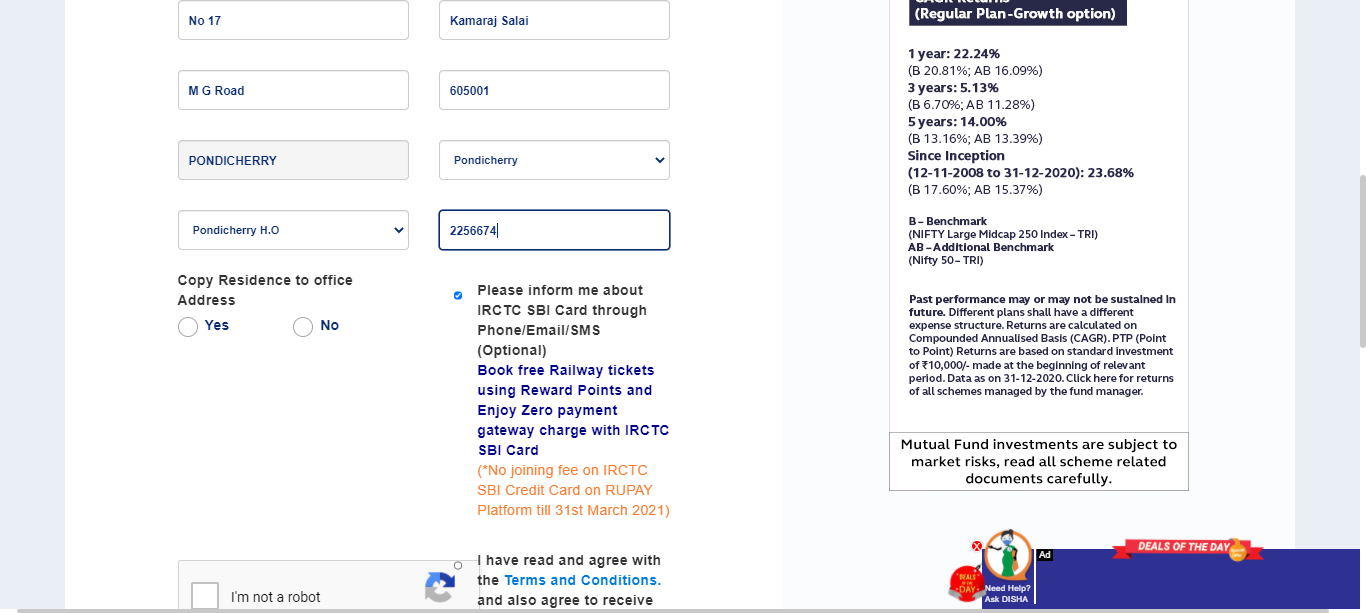 No 17
Kamaraj Salai
M G Road
605001
PONDICHERRY
Pondicherry
Pondicherry H.O
2256674
Copy Residence to office
Address
Yes
No
Please inform me about
IRCTC SBI Card through
Phone/Email/SMS
(Optional)
Book free Railway tickets
using Reward Points and
Enjoy Zero payment
gateway charge with IRCTC
SBI Card
(*No joining fee on IRCTC
SBI Credit Card on RUPAY
Platform till 31st March 2021)
I have read and agree with
the Terms and Conditions.
and also agree to receive
I'm not a robot
(Regular Plan-Growth option)
1 year: 22.24%
(B 20.81%; AB 16.09%)
3 years: 5.13%
(B 6.70%; AB 11.28%)
5 years: 14.00%
(B 13.16%; AB 13.39%)
Since Inception
(12-11-2008 to 31-12-2020): 23.68%
(B 17.60%; AB 15.37%)
B – Benchmark
(NIFTY Large Midcap 250 Index – TRI)
AB – Additional Benchmark
(Nifty 50 – TRI)
Past performance may or may not be sustained in
future. Different plans shall have a different
expense structure. Returns are calculated on
Compounded Annualised Basis (CAGR). PTP (Point
to Point) Returns are based on standard investment
of ₹10,000/- made at the beginning of relevant
period. Data as on 31-12-2020. Click here for returns
of all schemes managed by the fund manager.
Mutual Fund investments are subject to
market risks, read all scheme related
documents carefully.
X
Ad
DEALS OF THE DAY
DEALS
OF THE
DAY
Need Help?
Ask DISHA